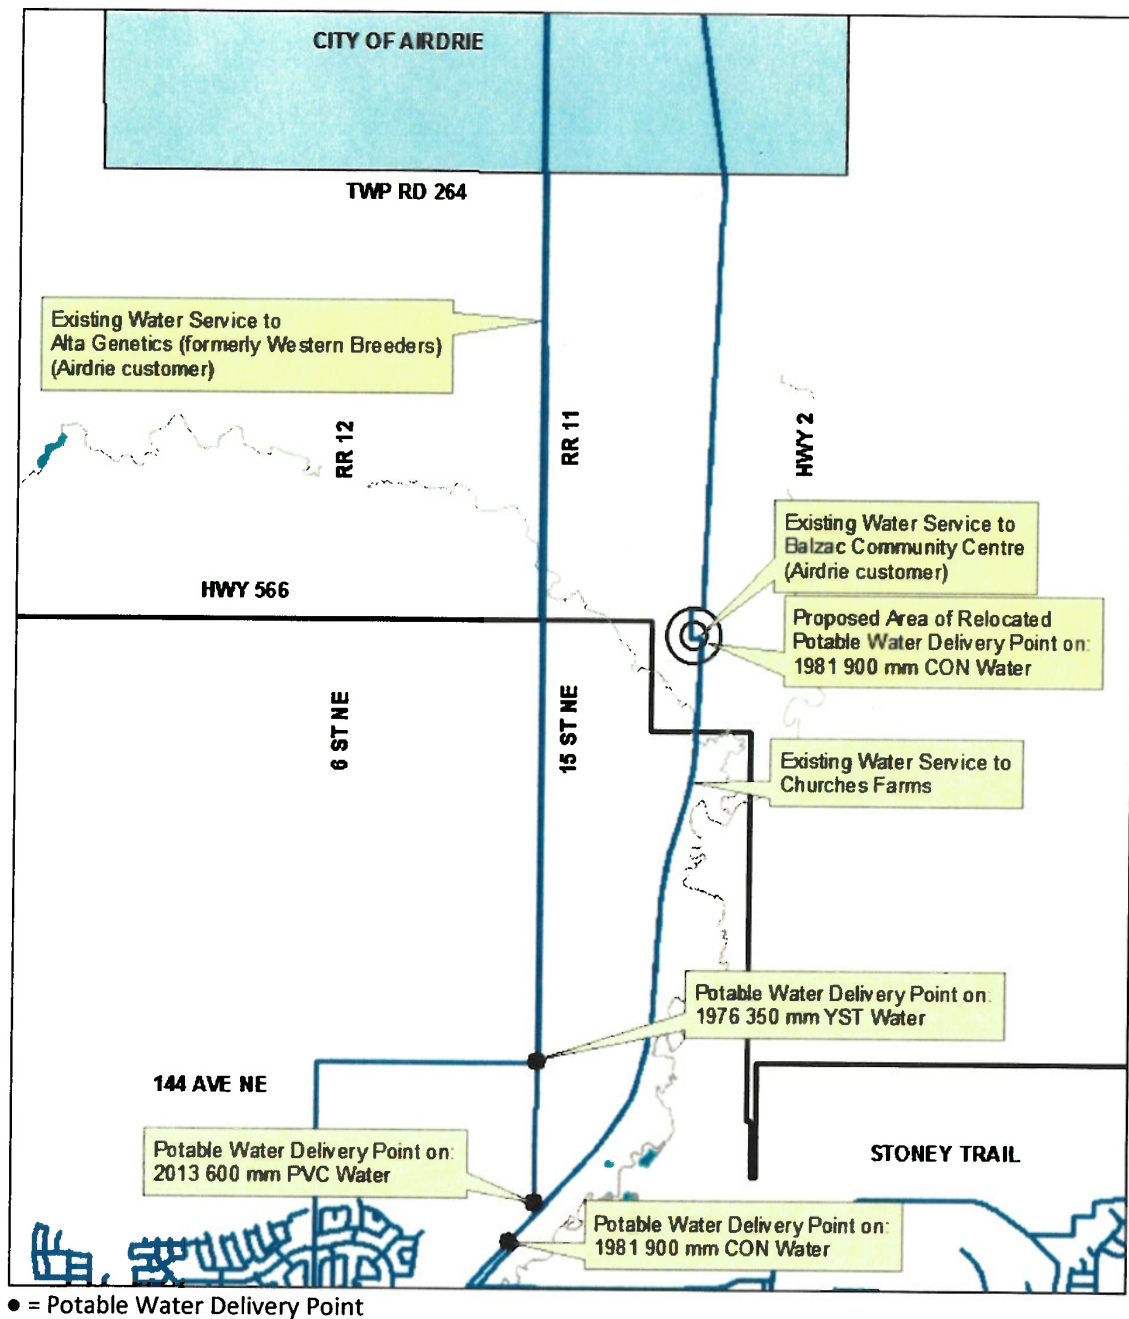 CITY OF AIRDRIE
TWP RD 264
Existing Water Service to
Alta Genetics (formerly Western Breeders)
(Airdrie customer)
RR 12
RR 11
HWY 2
Existing Water Service to
Balzac Community Centre
(Airdrie customer)
HWY 566
Proposed Area of Relocated
Potable Water Delivery Point on:
1981 900 mm CON Water
6 ST NE
15 ST NE
Existing Water Service to
Churches Farms
Potable Water Delivery Point on:
1976 350 mm YST Water
144 AVE NE
Potable Water Delivery Point on:
2013 600 mm PVC Water
STONEY TRAIL
Potable Water Delivery Point on:
1981 900 mm CON Water
● = Potable Water Delivery Point